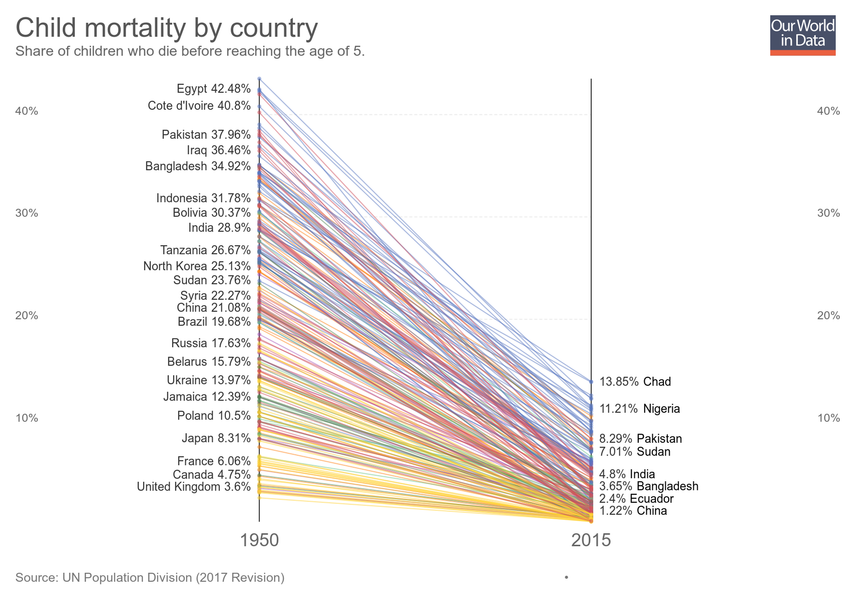 Child mortality by country
Share of children who die before reaching the age of 5.
Our World
in Data
40%
30%
20%
10%
Egypt 42.48%
Cote d'Ivoire 40.8%
Pakistan 37.96%
Iraq 36.46%
Bangladesh 34.92%
Indonesia 31.78%
Bolivia 30.37%
India 28.9%
Tanzania 26.67%
North Korea 25.13%
Sudan 23.76%
Syria 22.27%
China 21.08%
Brazil 19.68%
Russia 17.63%
Belarus 15.79%
Ukraine 13.97%
Jamaica 12.39%
Poland 10.5%
Japan 8.31%
France 6.06%
Canada 4.75%
United Kingdom 3.6%
13.85% Chad
11.21% Nigeria
8.29% Pakistan
7.01% Sudan
4.8% India
3.65% Bangladesh
2.4% Ecuador
1.22% China
40%
30%
20%
10%
1950
2015
Source: UN Population Division (2017 Revision)